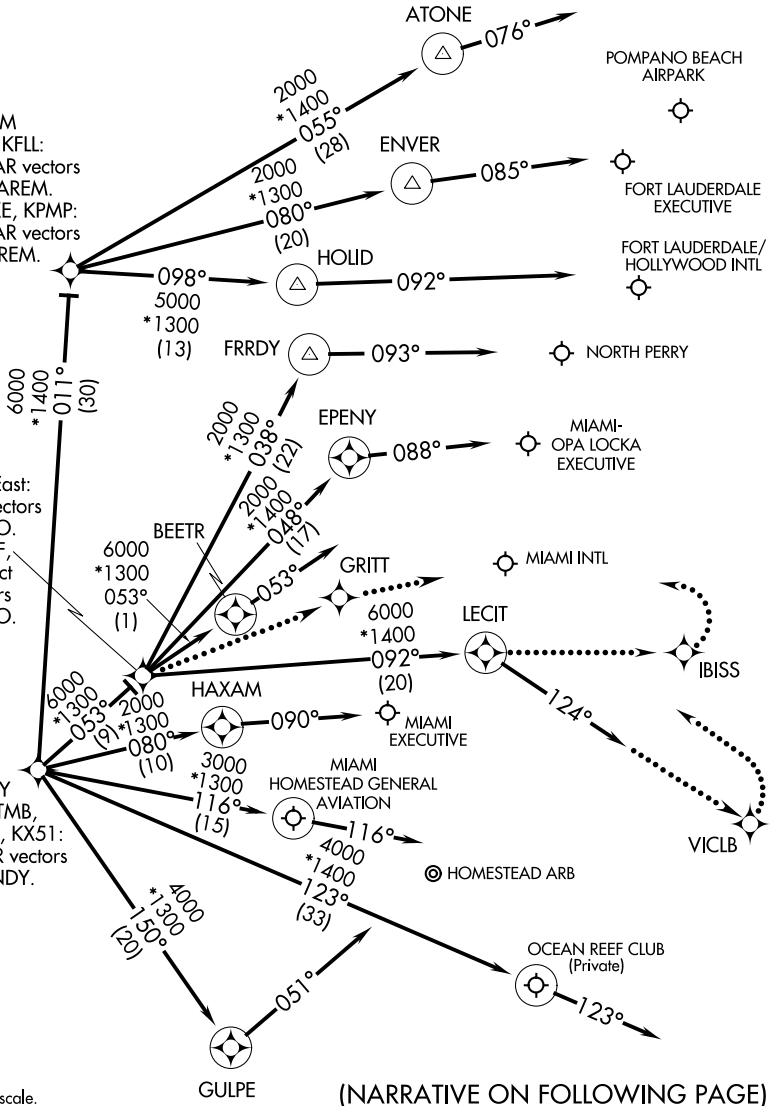 ATONE
076°
POMPANO BEACH
AIRPARK
2000
*1400
055°
(28)
M
KFLL:
AR vectors
AREM.
E, KPMP:
AR vectors
REM.
ENVER
2000
*1300
080°
(20)
085°
FORT LAUDERDALE
EXECUTIVE
FORT LAUDERDALE/
HOLLYWOOD INTL
HOLID
098°
5000
*1300
(13)
092°
FRRDY
093°
NORTH PERRY
6000
*1400
011°
(30)
2000
*1300
038°
(22)
EPENY
088°
MIAMI-
OPA LOCKA
EXECUTIVE
2000
*1400
048°
(17)
East:
ectors
O.
F,
ect
rs
O.
BEETR
053°
6000
*1300
053°
(1)
GRITT
MIAMI INTL
LECIT
6000
*1400
092°
(20)
IBISS
124°
VICLB
6000
*1300
053°
(9)
HAXAM
2000
*1300
080°
(10)
090°
MIAMI
EXECUTIVE
3000
*1300
116°
(15)
MIAMI
HOMESTEAD GENERAL
AVIATION
116°
Y
TMB,
, KX51:
R vectors
NDY.
HOMESTEAD ARB
4000
*1400
123°
(33)
4000
*1300
150°
(20)
OCEAN REEF CLUB
(Private)
123°
051°
GULPE
scale.
(NARRATIVE ON FOLLOWING PAGE)